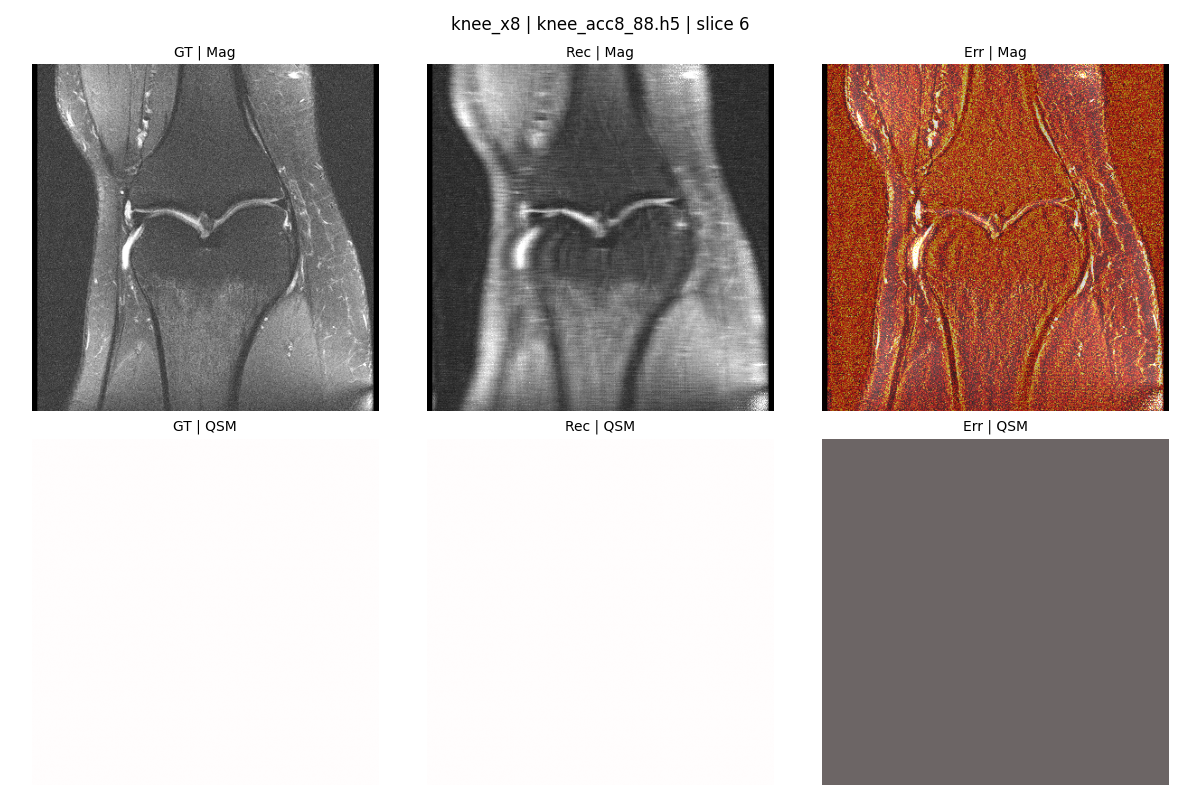 knee_x8 | knee_acc8_88.h5 | slice 6
GT | Mag
Rec | Mag
Err | Mag
GT | QSM
Rec | QSM
Err | QSM